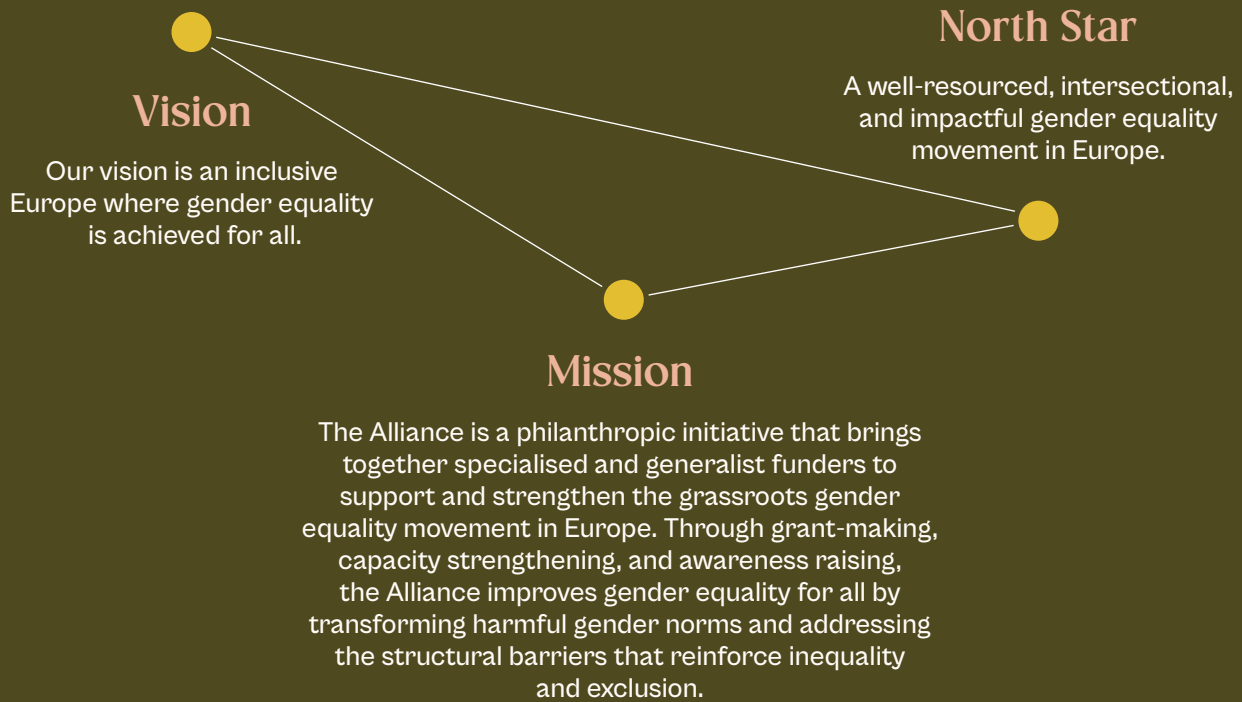 Vision
Our vision is an inclusive
Europe where gender equality
is achieved for all.
North Star
A well-resourced, intersectional,
and impactful gender equality
movement in Europe.
Mission
The Alliance is a philanthropic initiative that brings
together specialised and generalist funders to
support and strengthen the grassroots gender
equality movement in Europe. Through grant-making,
capacity strengthening, and awareness raising,
the Alliance improves gender equality for all by
transforming harmful gender norms and addressing
the structural barriers that reinforce inequality
and exclusion.